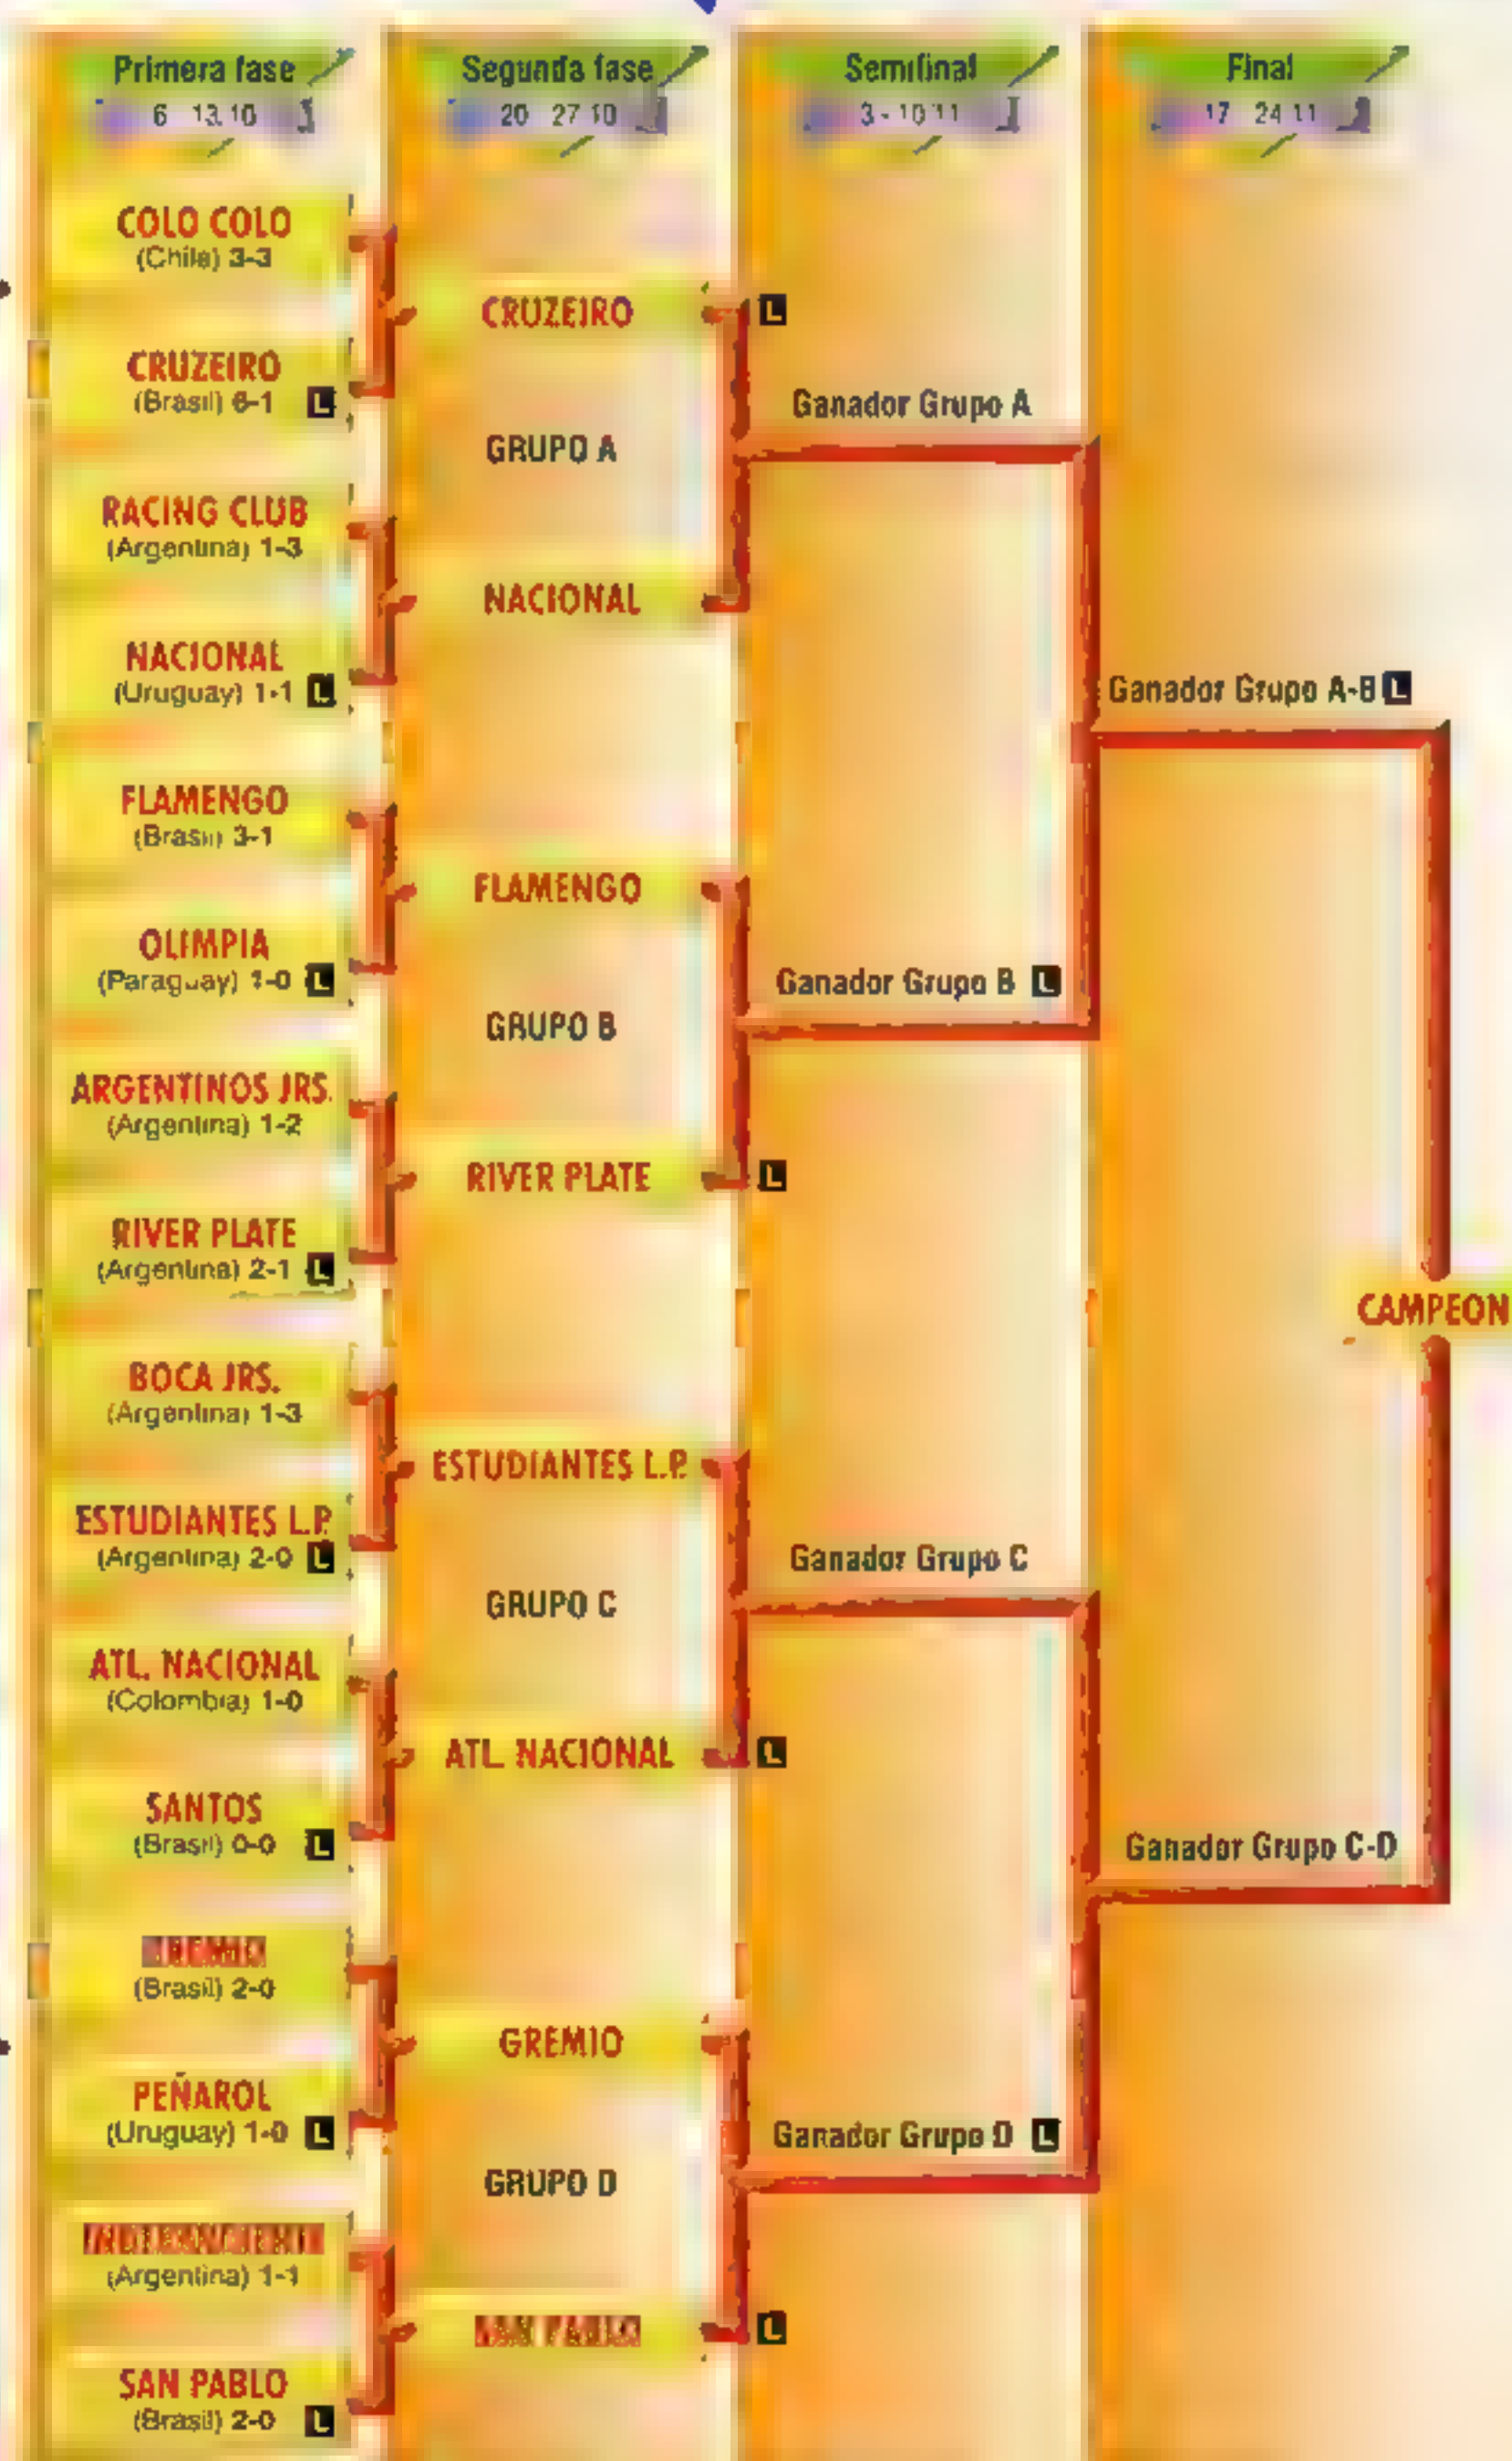 Primera fase
6 13.10
COLO COLO
(Chile) 3-3
CRUZEIRO
(Brasil) 6-1 L
RACING CLUB
(Argentina) 1-3
NACIONAL
(Uruguay) 1-1 L
FLAMENGO
(Brasil) 3-1
OLIMPIA
(Paraguay) 1-0 L
ARGENTINOS JRS.
(Argentina) 1-2
RIVER PLATE
(Argentina) 2-1 L
BOCA JRS.
(Argentina) 1-3
ESTUDIANTES L.P.
(Argentina) 2-0 L
ATL. NACIONAL
(Colombia) 1-0
SANTOS
(Brasil) 0-0 L
(Brasil) 2-0
PEÑAROL
(Uruguay) 1-0 L
(Argentina) 1-1
SAN PABLO
(Brasil) 2-0 L
Segunda fase
20 27 10
CRUZEIRO L
GRUPO A
NACIONAL
FLAMENGO
GRUPO B
RIVER PLATE L
ESTUDIANTES L.P.
GRUPO C
ATL. NACIONAL L
GREMIO
GRUPO D
L
Semifinal
3 - 10 11
Ganador Grupo A
Ganador Grupo B L
Ganador Grupo C
Ganador Grupo D L
Final
17 24 11
Ganador Grupo A-B L
Ganador Grupo C-D
CAMPEON